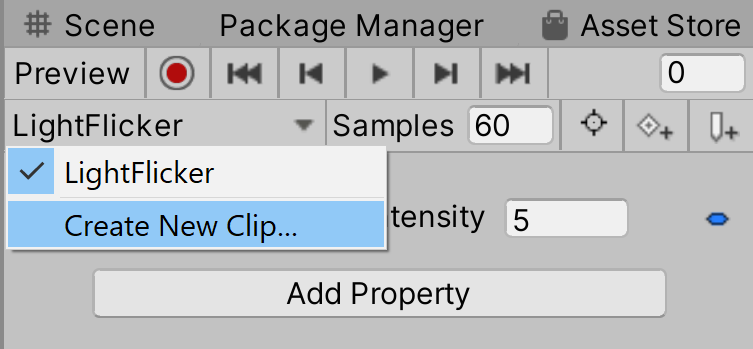 Scene Package Manager Asset Store
Preview 0
LightFlicker Samples 60
LightFlicker
Create New Clip...
tensity 5
Add Property